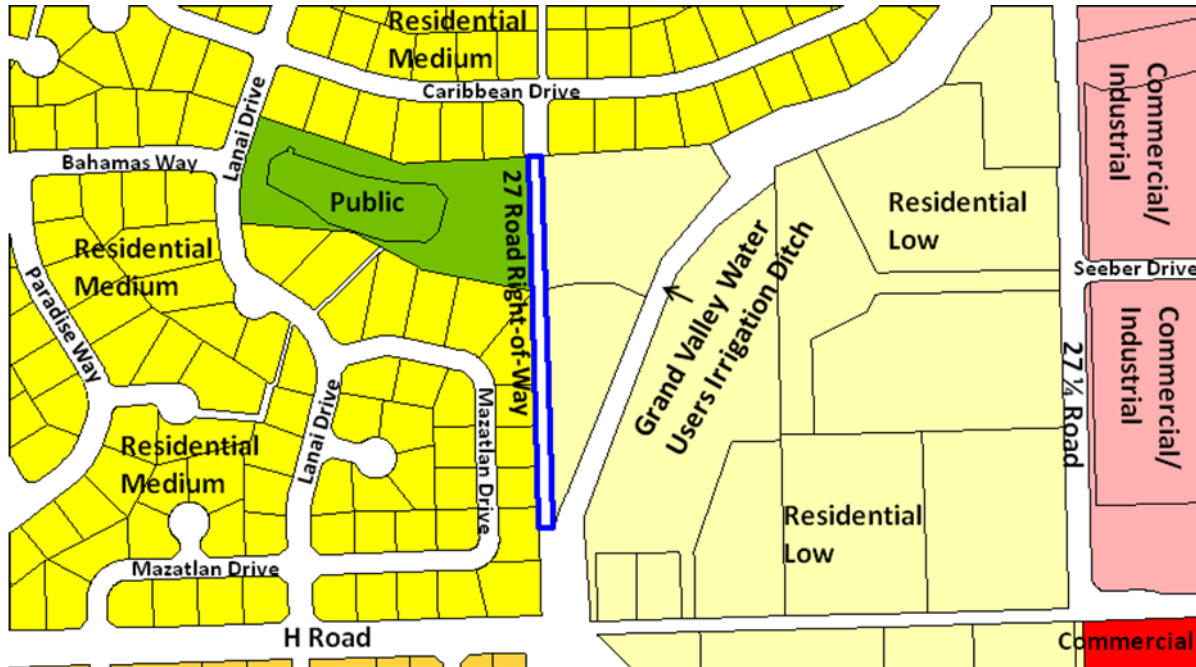 Residential
Medium
Caribbean Drive
Lanai Drive
Bahamas Way
Public
27 Road Right-of-Way
Residential
Medium
Paradise Way
Grand Valley Water
Users Irrigation Ditch
Residential
Low
Commercial/
Industrial
Seeber Drive
Commercial/
Industrial
27 ¼ Road
Lanai Drive
Mazatlan Drive
Residential
Medium
Residential
Low
Mazatlan Drive
H Road
Commercial